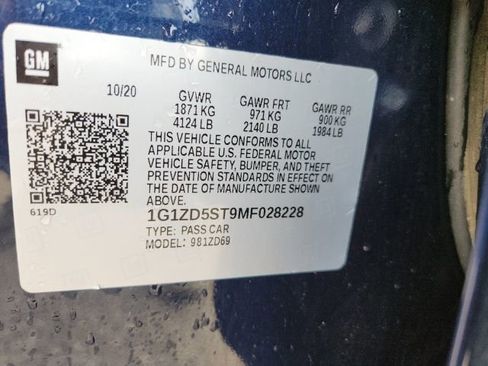 GM
MFD BY GENERAL MOTORS LLC
10/20 GVWR GAWR FRT GAWR RR
1871 KG 971 KG 900 KG
4124 LB 2140 LB 1984 LB
THIS VEHICLE CONFORMS TO ALL
APPLICABLE U.S. FEDERAL MOTOR
VEHICLE SAFETY, BUMPER, AND THEFT
PREVENTION STANDARDS IN EFFECT ON
THE DATE OF MANUFACTURE SHOWN
ABOVE.
619D
1G1ZD5ST9MF028228
TYPE: PASS CAR
MODEL: 981ZD69